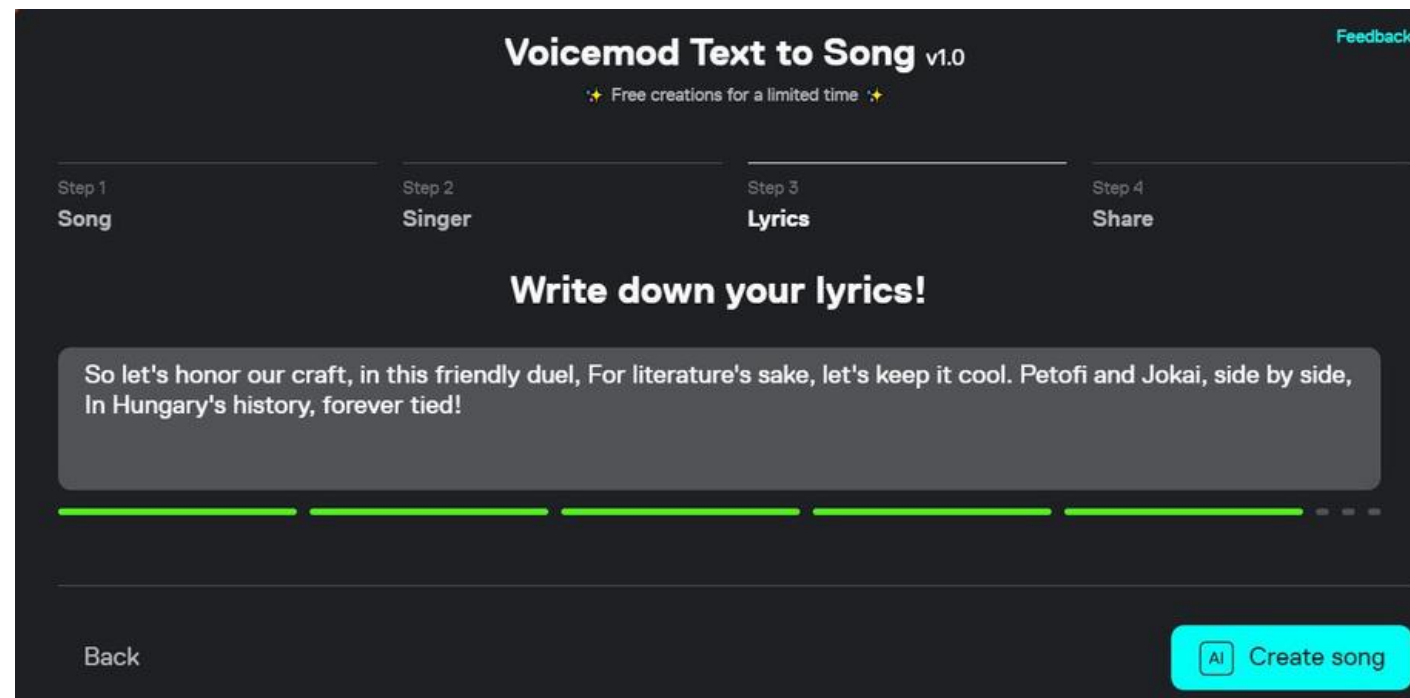 Voicemod Text to Song v1.0
Feedback
✨ Free creations for a limited time ✨
Step 1
Song
Step 2
Singer
Step 3
Lyrics
Step 4
Share
Write down your lyrics!
So let's honor our craft, in this friendly duel, For literature's sake, let's keep it cool. Petofi and Jokai, side by side,
In Hungary's history, forever tied!
Back
AI Create song